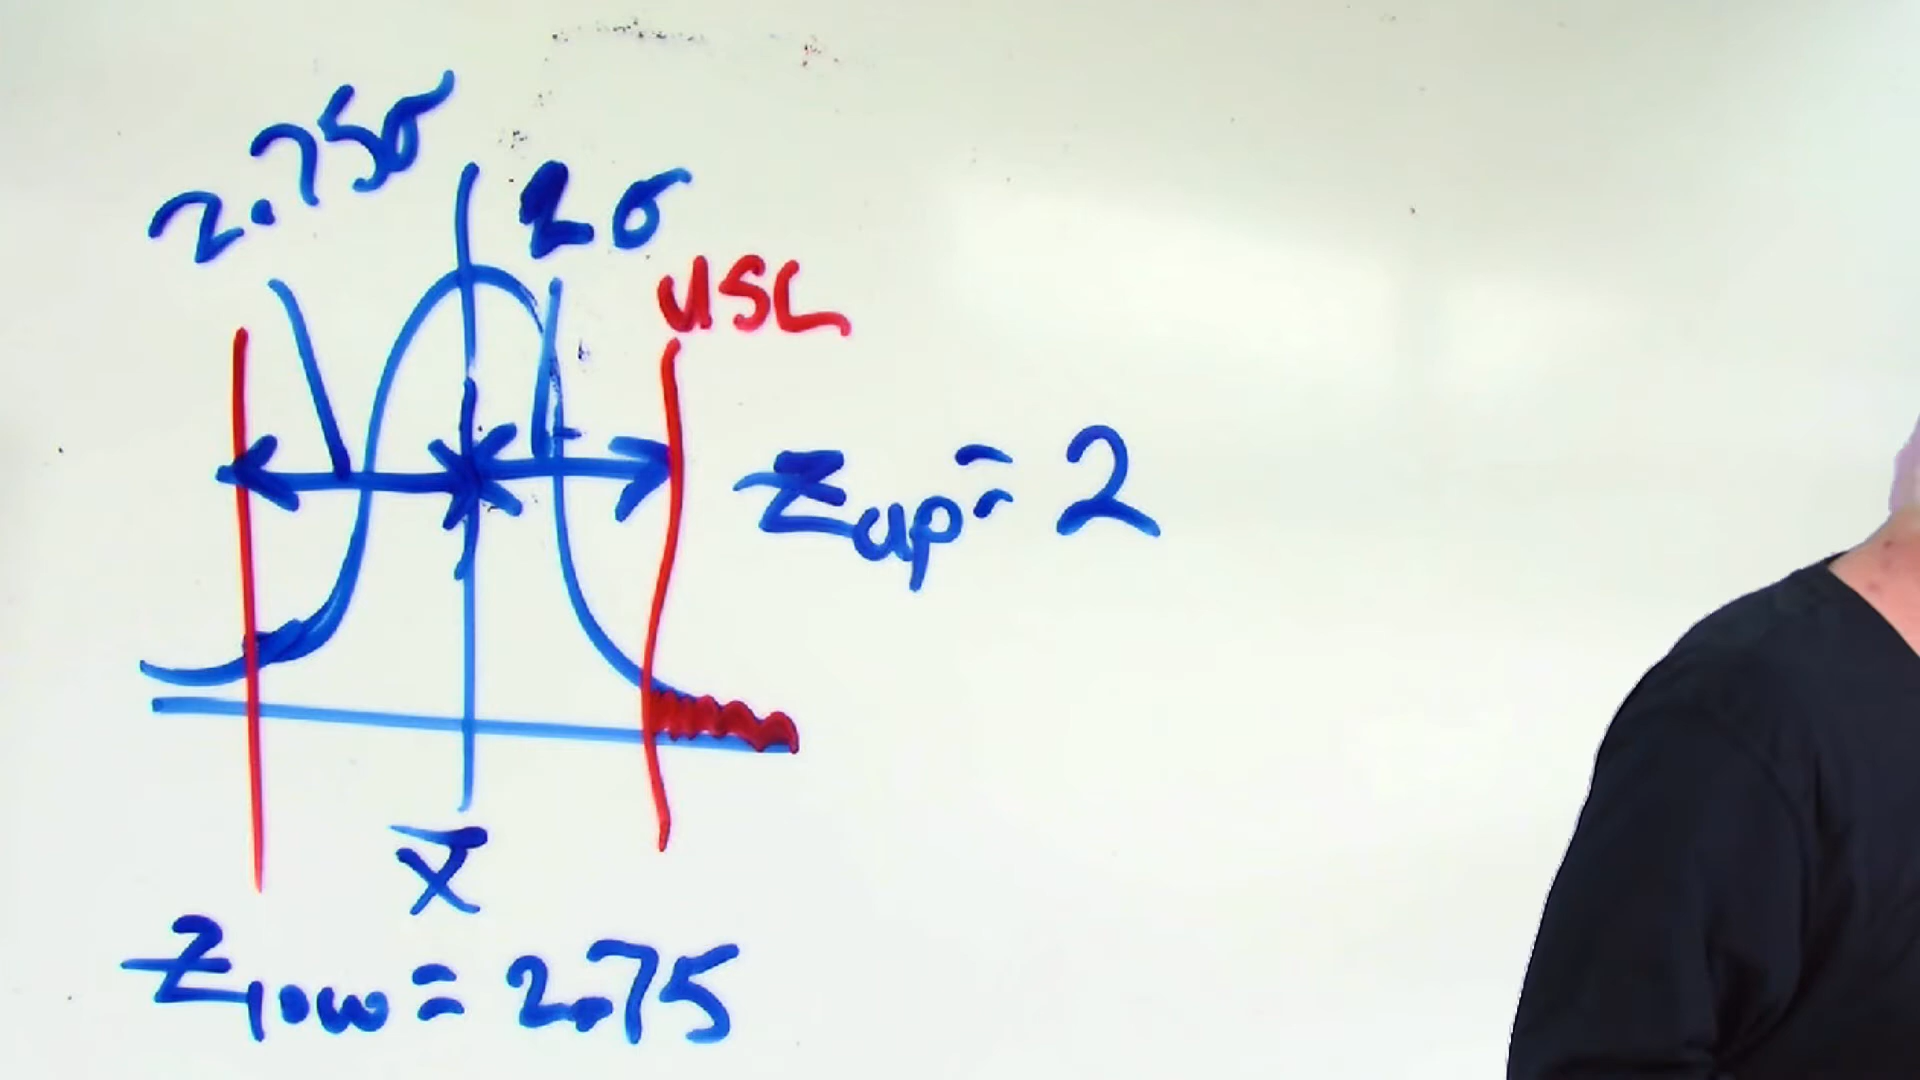 2.75σ
2σ
USL
Zup = 2
x̅
Zlow = 2.75